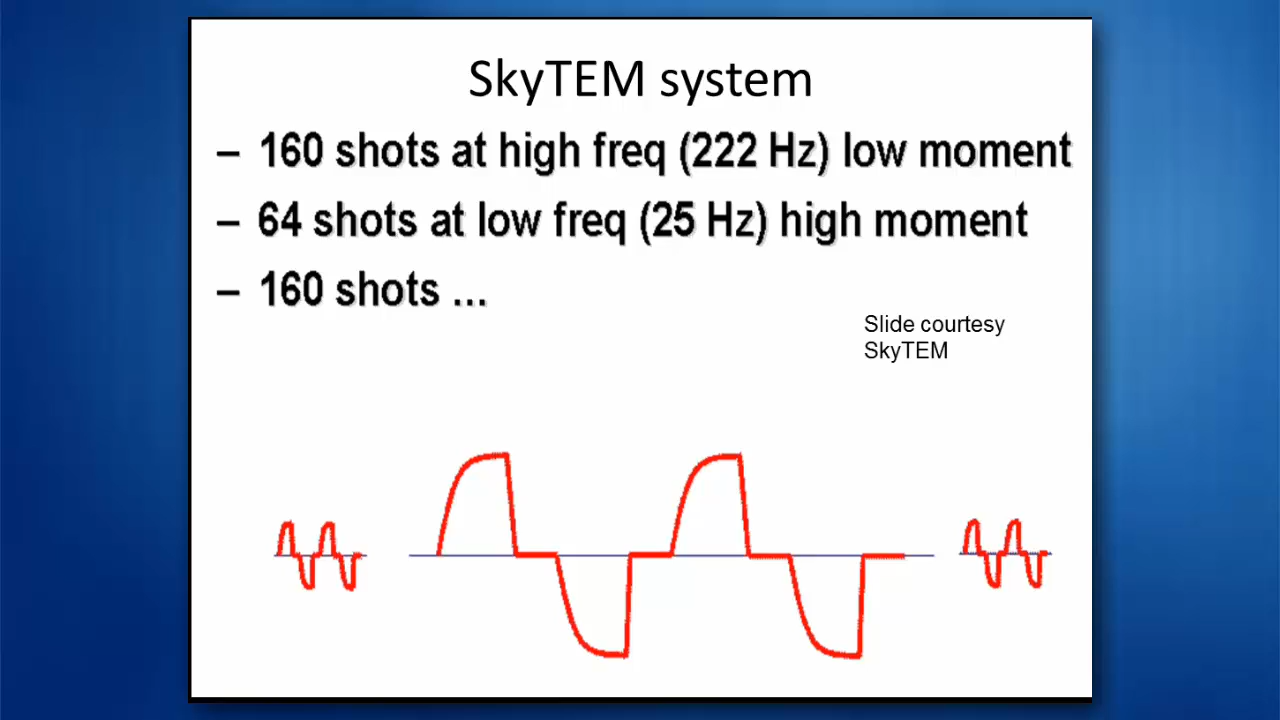 SkyTEM system
– 160 shots at high freq (222 Hz) low moment
– 64 shots at low freq (25 Hz) high moment
– 160 shots ...
Slide courtesy
SkyTEM